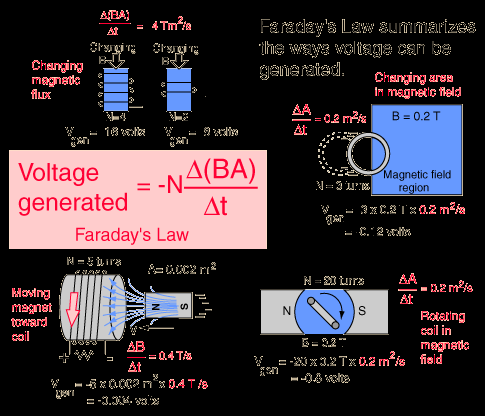 Δ(BA)/Δt = 4 Tm²/s
Faraday's Law summarizes
the ways voltage can be
generated.
Changing B
Changing B
Changing
magnetic
flux
N=4
N=2
Vgen = -16 volts
Vgen = -8 volts
Changing area
in magnetic field
ΔA/Δt = 0.2 m²/s
B = 0.2 T
N = 3 turns
Magnetic field
region
Vgen = -3 x 0.2 T x 0.2 m²/s
= -0.12 volts
Voltage
generated = -N Δ(BA)/Δt
Faraday's Law
N = 5 turns
A= 0.002 m²
Moving
magnet
toward
coil
N
S
V
+
-
ΔB/Δt = 0.4 T/s
Vgen = -5 x 0.002 m² x 0.4 T/s
= -0.004 volts
N = 20 turns
N
S
B = 0.2 T
ΔA/Δt = 0.2 m²/s
Rotating
coil in
magnetic
field
Vgen = -20 x 0.2 T x 0.2 m²/s
= -0.8 volts